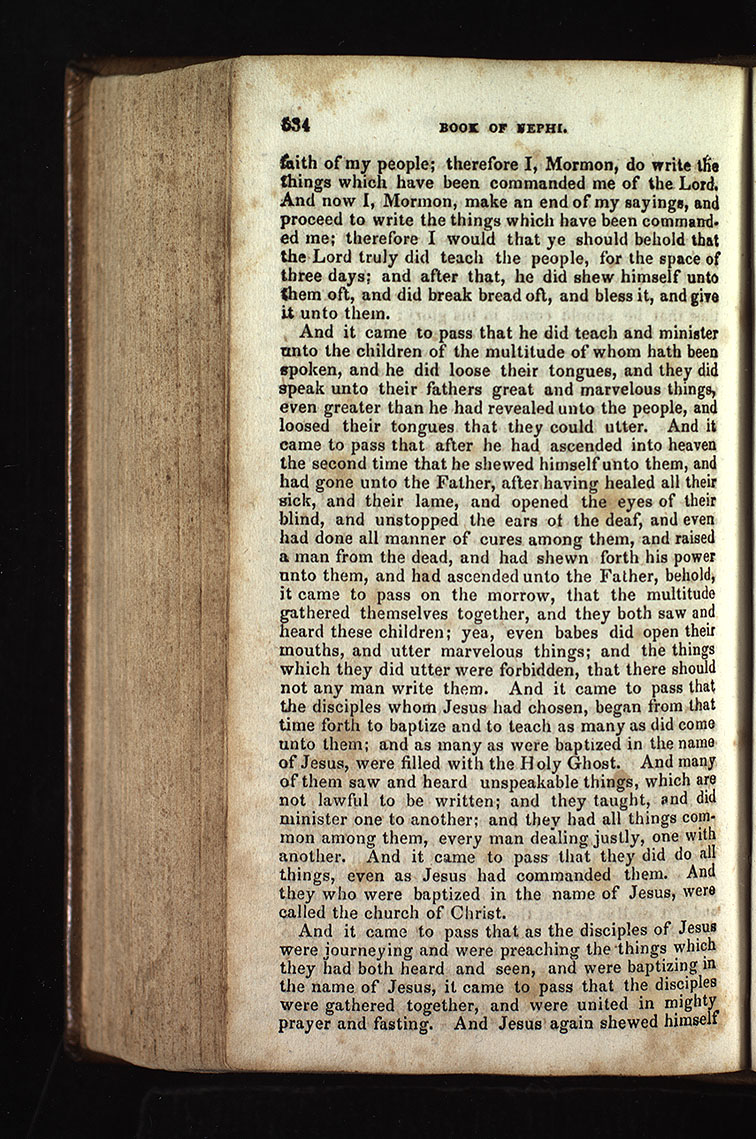 534 BOOK OF NEPHI.
faith of my people; therefore I, Mormon, do write the
things which have been commanded me of the Lord.
And now I, Mormon, make an end of my sayings, and
proceed to write the things which have been command-
ed me; therefore I would that ye should behold that
the Lord truly did teach the people, for the space of
three days; and after that, he did shew himself unto
them oft, and did break bread oft, and bless it, and give
it unto them.
And it came to pass that he did teach and minister
unto the children of the multitude of whom hath been
spoken, and he did loose their tongues, and they did
speak unto their fathers great and marvelous things,
even greater than he had revealed unto the people, and
loosed their tongues that they could utter. And it
came to pass that after he had ascended into heaven
the second time that he shewed himself unto them, and
had gone unto the Father, after having healed all their
sick, and their lame, and opened the eyes of their
blind, and unstopped the ears of the deaf, and even
had done all manner of cures among them, and raised
a man from the dead, and had shewn forth his power
unto them, and had ascended unto the Father, behold,
it came to pass on the morrow, that the multitude
gathered themselves together, and they both saw and
heard these children; yea, even babes did open their
mouths, and utter marvelous things; and the things
which they did utter were forbidden, that there should
not any man write them. And it came to pass that
the disciples whom Jesus had chosen, began from that
time forth to baptize and to teach as many as did come
unto them; and as many as were baptized in the name
of Jesus, were filled with the Holy Ghost. And many
of them saw and heard unspeakable things, which are
not lawful to be written; and they taught, and did
minister one to another; and they had all things com-
mon among them, every man dealing justly, one with
another. And it came to pass that they did do all
things, even as Jesus had commanded them. And
they who were baptized in the name of Jesus, were
called the church of Christ.
And it came to pass that as the disciples of Jesus
were journeying and were preaching the things which
they had both heard and seen, and were baptizing in
the name of Jesus, it came to pass that the disciples
were gathered together, and were united in mighty
prayer and fasting. And Jesus again shewed himself